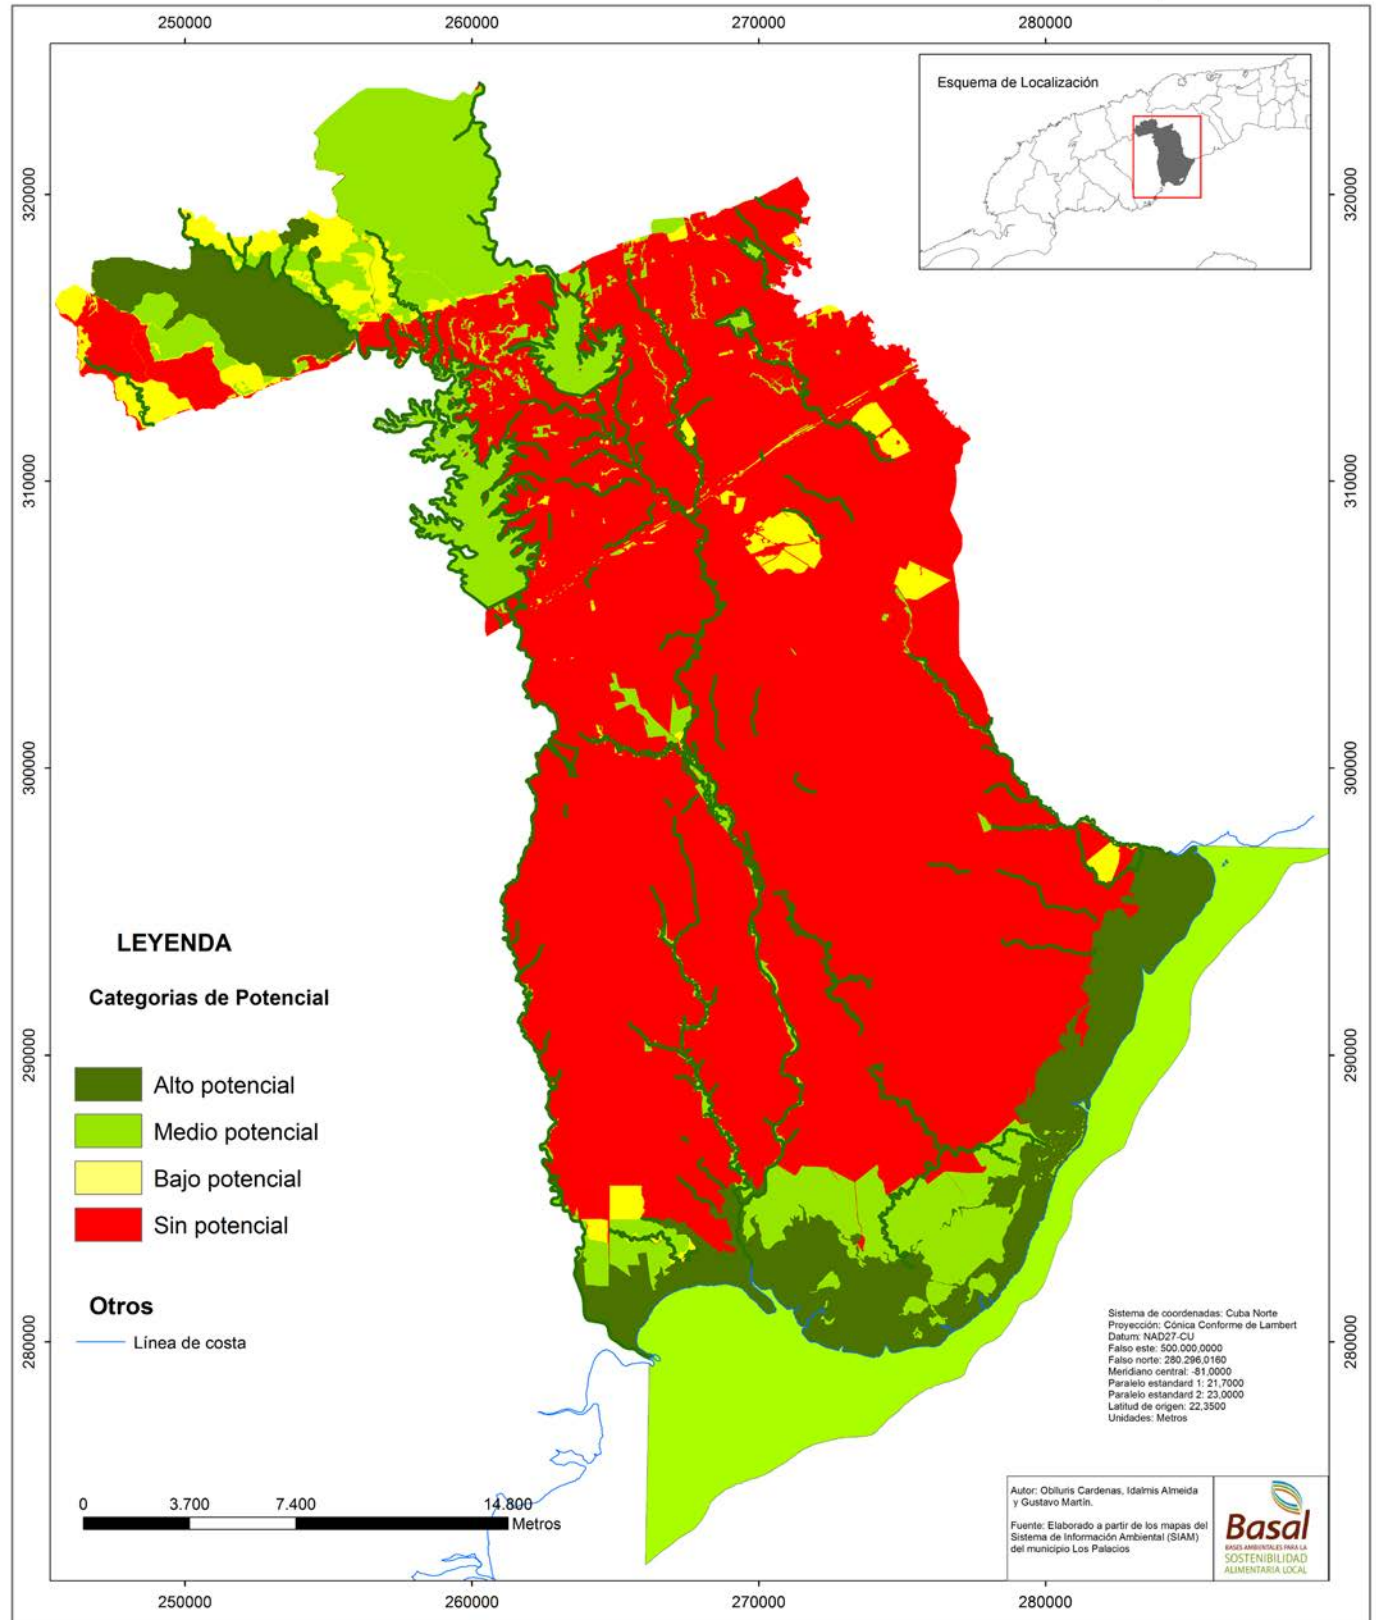 250000 260000 270000 280000
Esquema de Localización
320000 320000
310000 310000
300000 300000
290000 290000
280000 280000
LEYENDA
Categorias de Potencial
Alto potencial
Medio potencial
Bajo potencial
Sin potencial
Otros
Línea de costa
Sistema de coordenadas: Cuba Norte
Proyección: Cónica Conforme de Lambert
Datum: NAD27-CU
Falso este: 500.000,0000
Falso norte: 280.296,0160
Meridiano central: -81,0000
Paralelo estandard 1: 21,7000
Paralelo estandard 2: 23,0000
Latitud de origen: 22,3500
Unidades: Metros
0 3.700 7.400 14.800
Metros
Autor: Oblluris Cardenas, Idalmis Almeida
y Gustavo Martín.
Fuente: Elaborado a partir de los mapas del
Sistema de Información Ambiental (SIAM)
del municipio Los Palacios
Basal
BASES AMBIENTALES PARA LA
SOSTENIBILIDAD
ALIMENTARIA LOCAL
250000 260000 270000 280000